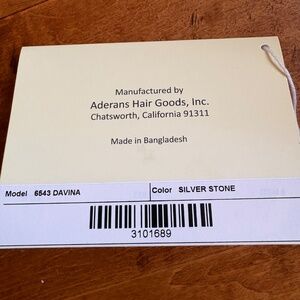 Manufactured by
Aderans Hair Goods, Inc.
Chatsworth, California 91311
Made in Bangladesh
Model 6543 DAVINA Color SILVER STONE
3101689